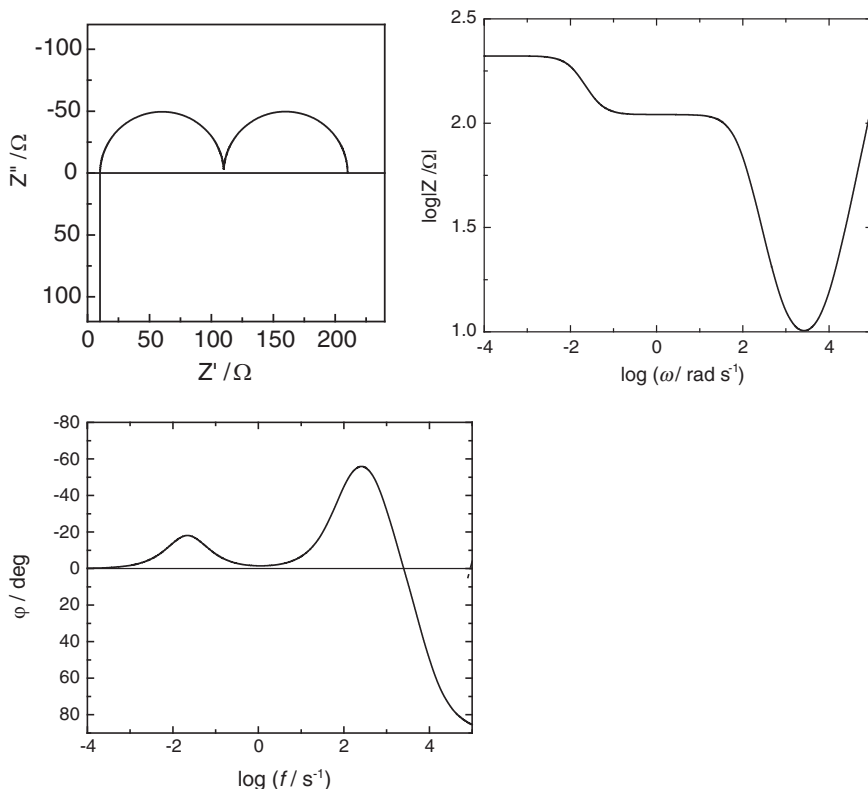 -100
-50
0
50
100
Z" /Ω
0 50 100 150 200
Z' /Ω
2.5
2.0
1.5
1.0
log|Z /Ω|
-4 -2 0 2 4
log (ω/ rad s⁻¹)
-80
-60
-40
-20
0
20
40
60
80
φ / deg
-4 -2 0 2 4
log (f / s⁻¹)